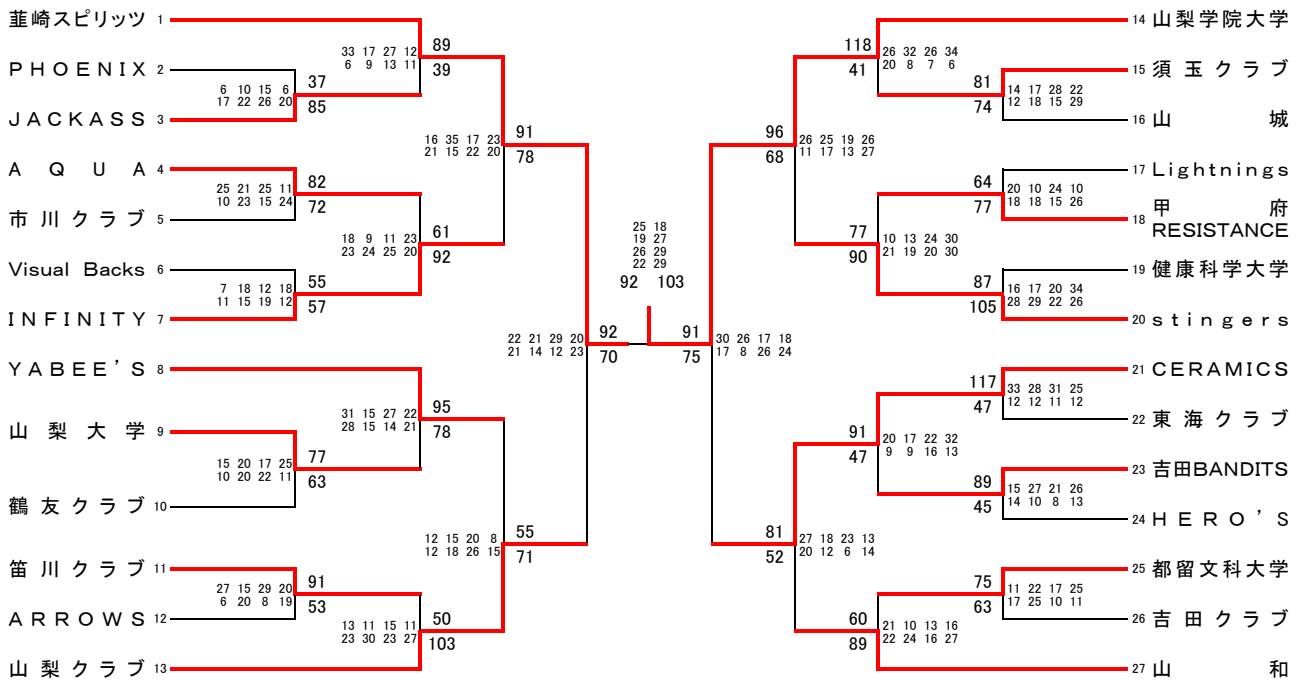 韮崎スピリッツ 1
PHOENIX 2
JACKASS 3
AQUA 4
市川クラブ 5
Visual Backs 6
INFINITY 7
YABEE'S 8
山梨大学 9
鶴友クラブ 10
笛川クラブ 11
ARROWS 12
山梨クラブ 13
6 10 15 6
17 22 26 20
37
85
25 21 25 11
10 23 15 24
82
72
7 18 12 18
11 15 19 12
55
57
15 20 17 25
10 20 22 11
77
63
27 15 29 20
6 20 8 19
91
53
33 17 27 12
6 9 13 11
89
39
18 9 11 23
23 24 25 20
61
92
31 15 27 22
28 15 14 21
95
78
13 11 15 11
23 30 23 27
50
103
16 35 17 23
21 15 22 20
91
78
12 15 20 8
12 18 26 15
55
71
22 21 29 20
21 14 12 23
92
70
25 18
19 27
26 29
22 29
92 103
91
75
30 26 17 18
17 8 26 24
96
68
26 25 19 26
11 17 13 27
81
52
27 18 23 13
20 12 6 14
118
41
26 32 26 34
20 8 7 6
77
90
10 13 24 30
21 19 20 30
91
47
20 17 22 32
9 9 16 13
60
89
21 10 13 16
22 24 16 27
81
74
14 17 28 22
12 18 15 29
64
77
20 10 24 10
18 18 15 26
87
105
16 17 20 34
28 29 22 26
117
47
33 28 31 25
12 12 11 12
89
45
15 27 21 26
14 10 8 13
75
63
11 22 17 25
17 25 10 11
14 山梨学院大学
15 須玉クラブ
16 山城
17 Lightnings
18 甲府
RESISTANCE
19 健康科学大学
20 stingers
21 CERAMICS
22 東海クラブ
23 吉田BANDITS
24 HERO'S
25 都留文科大学
26 吉田クラブ
27 山和